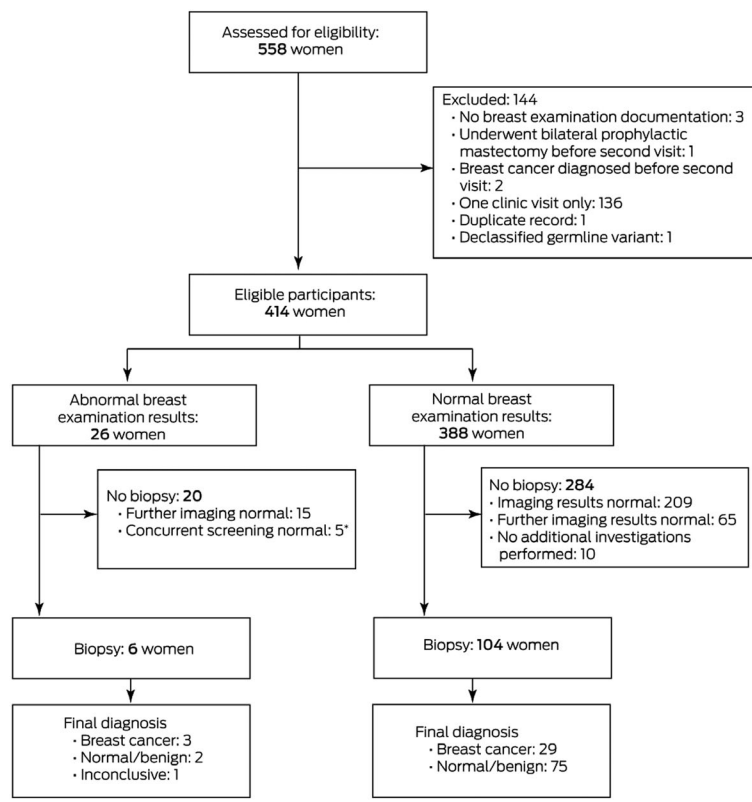 Assessed for eligibility:
558 women
Excluded: 144
· No breast examination documentation: 3
· Underwent bilateral prophylactic
mastectomy before second visit: 1
· Breast cancer diagnosed before second
visit: 2
· One clinic visit only: 136
· Duplicate record: 1
· Declassified germline variant: 1
Eligible participants:
414 women
Abnormal breast
examination results:
26 women
Normal breast
examination results:
388 women
No biopsy: 20
· Further imaging normal: 15
· Concurrent screening normal: 5*
No biopsy: 284
· Imaging results normal: 209
· Further imaging results normal: 65
· No additional investigations
performed: 10
Biopsy: 6 women
Biopsy: 104 women
Final diagnosis
· Breast cancer: 3
· Normal/benign: 2
· Inconclusive: 1
Final diagnosis
· Breast cancer: 29
· Normal/benign: 75